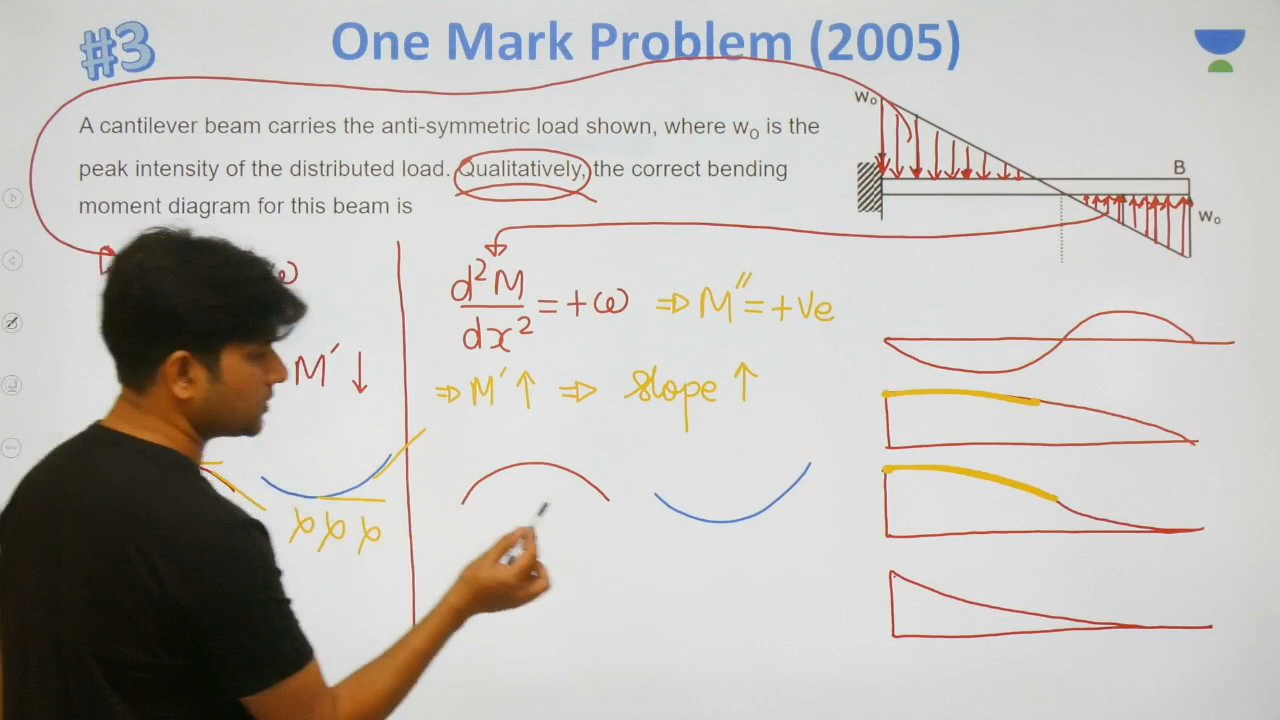 #3
One Mark Problem (2005)
A cantilever beam carries the anti-symmetric load shown, where w₀ is the
peak intensity of the distributed load. Qualitatively, the correct bending
moment diagram for this beam is
w₀
B
w₀
ω
M′ ↓
d²M/dx² = +ω ⇒ M″ = +ve
⇒ M′ ↑ ⇒ slope ↑